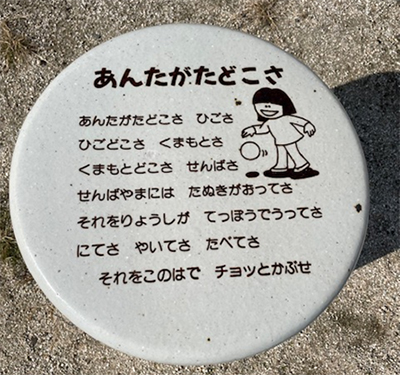 あんたがたどこさ
あんたがたどこさ　ひごさ
ひごどこさ　くまもとさ
くまもとどこさ　せんばさ
せんばやまには　たぬきがおってさ
それをりょうしが　てっぽうでうってさ
にてさ　やいてさ　たべてさ
それをこのはで　チョッとかぶせ